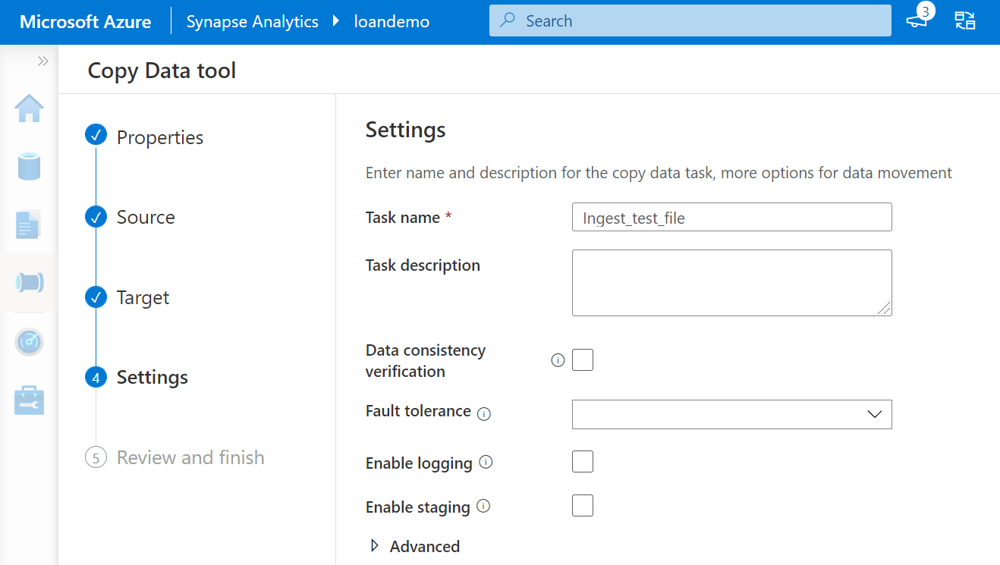 Microsoft Azure
Synapse Analytics
loandemo
Search
3
Copy Data tool
Properties
Source
Target
4
Settings
5
Review and finish
Settings
Enter name and description for the copy data task, more options for data movement
Task name *
Ingest_test_file
Task description
Data consistency
verification
Fault tolerance
Enable logging
Enable staging
Advanced